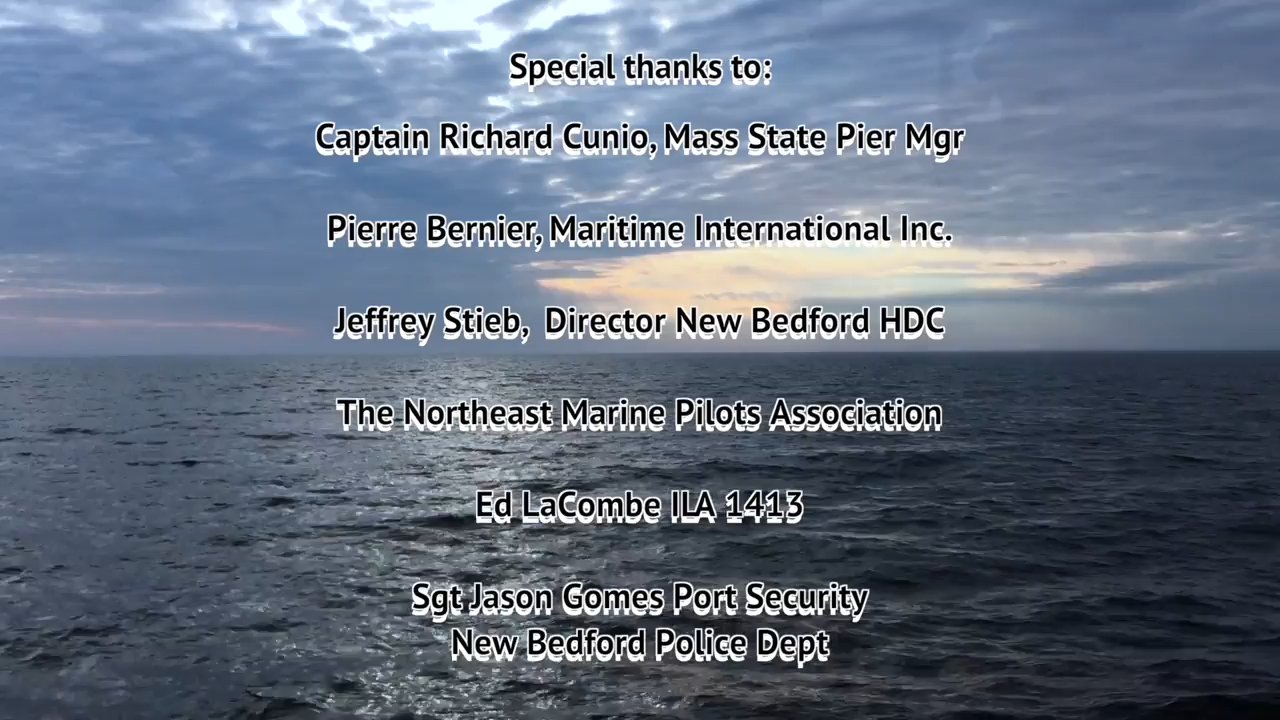 Special thanks to:
Captain Richard Cunio, Mass State Pier Mgr
Pierre Bernier, Maritime International Inc.
Jeffrey Stieb,  Director New Bedford HDC
The Northeast Marine Pilots Association
Ed LaCombe ILA 1413
Sgt Jason Gomes Port Security
New Bedford Police Dept